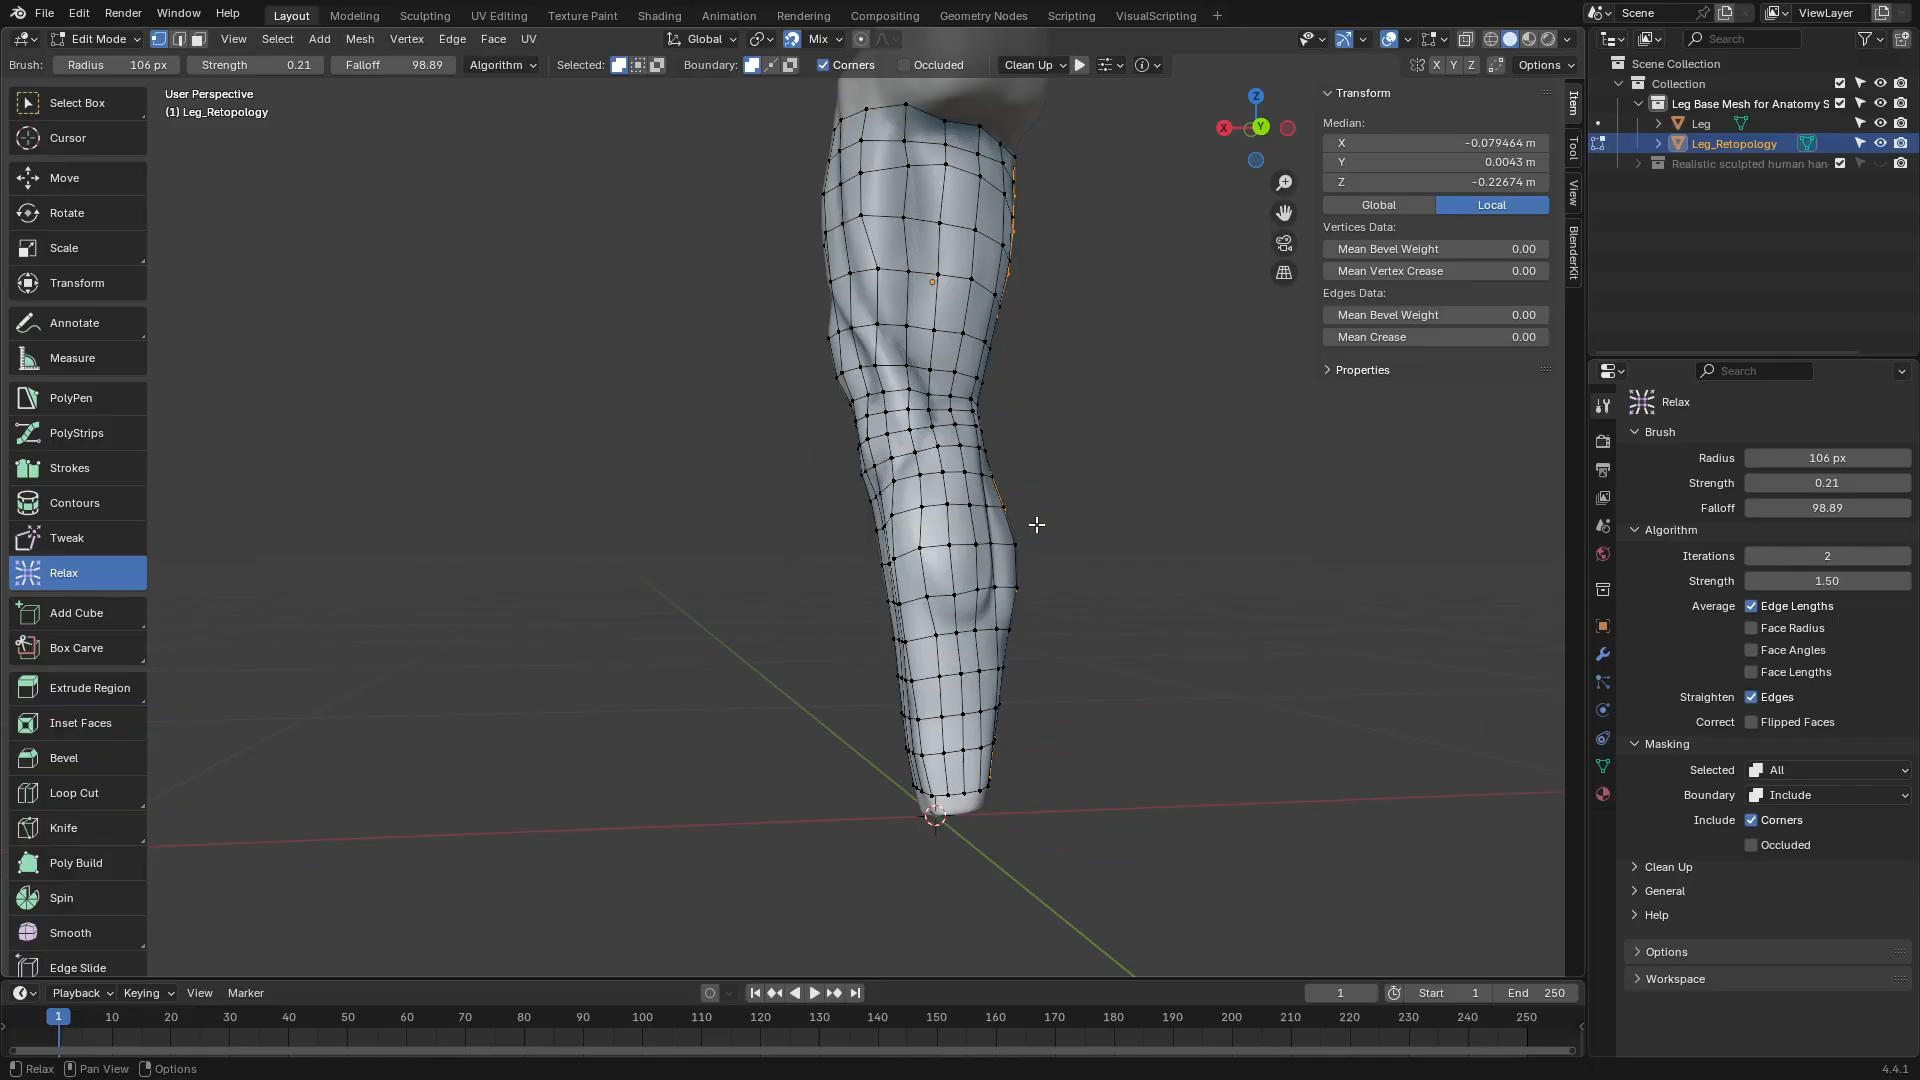 File Edit Render Window Help Layout Modeling Sculpting UV Editing Texture Paint Shading Animation Rendering Compositing Geometry Nodes Scripting VisualScripting + Scene ViewLayer
Edit Mode View Select Add Mesh Vertex Edge Face UV Global Mix Search
Brush: Radius 106 px Strength 0.21 Falloff 98.89 Algorithm Selected: Boundary: Corners Occluded Clean Up X Y Z Options
Scene Collection
Collection
Leg Base Mesh for Anatomy S
Leg
Leg_Retopology
Realistic sculpted human han
User Perspective
(1) Leg_Retopology
Select Box
Cursor
Move
Rotate
Scale
Transform
Annotate
Measure
PolyPen
PolyStrips
Strokes
Contours
Tweak
Relax
Add Cube
Box Carve
Extrude Region
Inset Faces
Bevel
Loop Cut
Knife
Poly Build
Spin
Smooth
Edge Slide
Z
X
Y
Transform
Median:
X -0.079464 m
Y 0.0043 m
Z -0.22674 m
Global Local
Vertices Data:
Mean Bevel Weight 0.00
Mean Vertex Crease 0.00
Edges Data:
Mean Bevel Weight 0.00
Mean Crease 0.00
Properties
Item
Tool
View
BlenderKit
Search
Relax
Brush
Radius 106 px
Strength 0.21
Falloff 98.89
Algorithm
Iterations 2
Strength 1.50
Average Edge Lengths
Face Radius
Face Angles
Face Lengths
Straighten Edges
Correct Flipped Faces
Masking
Selected All
Boundary Include
Include Corners
Occluded
Clean Up
General
Help
Options
Workspace
Playback Keying View Marker 1 Start 1 End 250
1 10 20 30 40 50 60 70 80 90 100 110 120 130 140 150 160 170 180 190 200 210 220 230 240 250
Relax Pan View Options 4.4.1